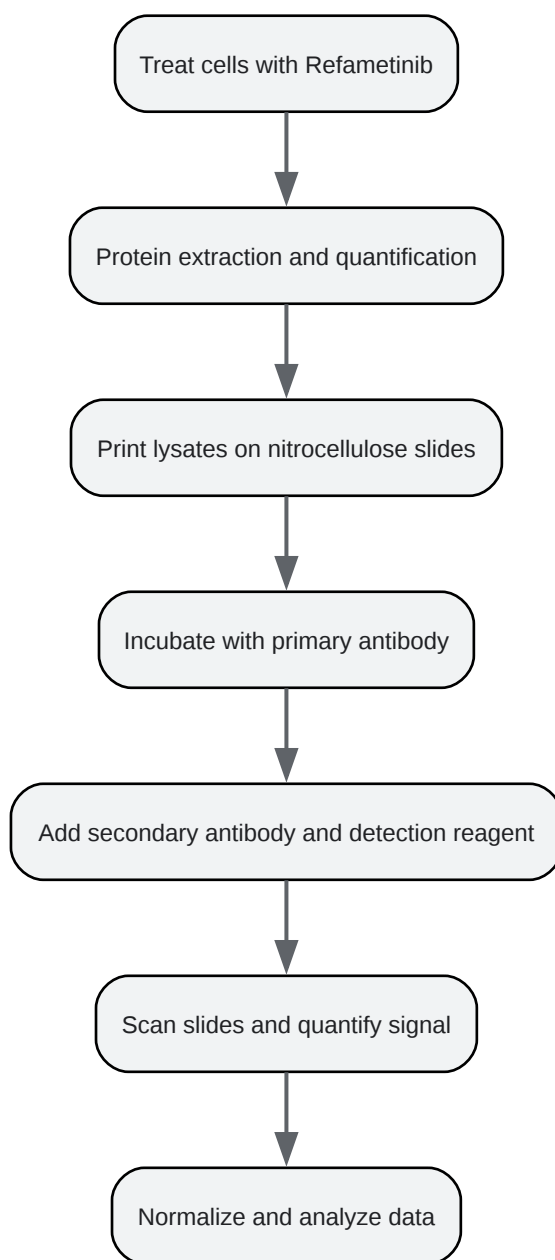 Treat cells with Refametinib
Protein extraction and quantification
Print lysates on nitrocellulose slides
Incubate with primary antibody
Add secondary antibody and detection reagent
Scan slides and quantify signal
Normalize and analyze data